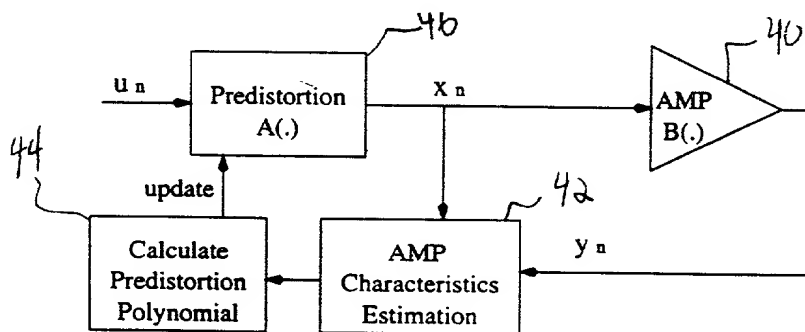 46
40
u n
Predistortion
A(.)
x n
AMP
B(.)
44
update
42
Calculate
Predistortion
Polynomial
AMP
Characteristics
Estimation
y n